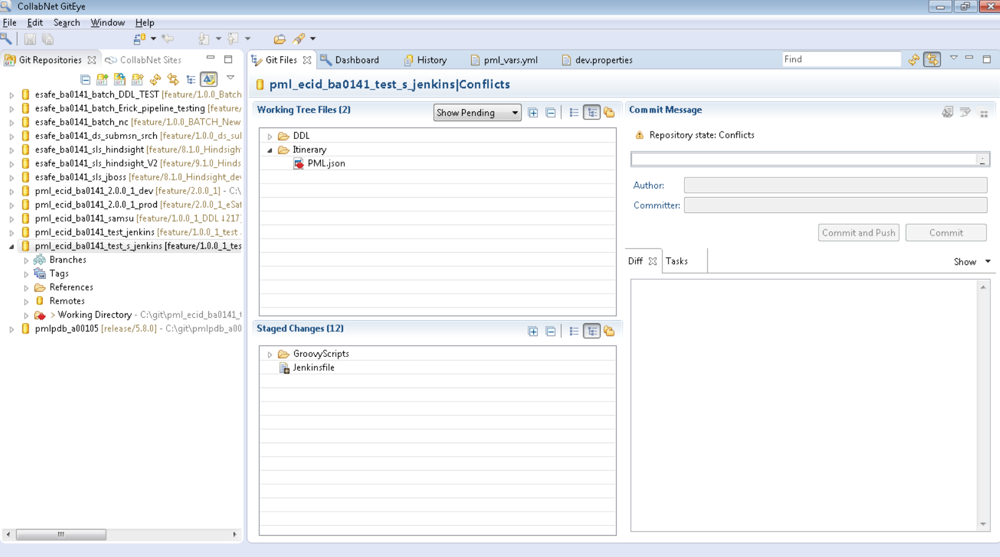 CollabNet GitEye
File Edit Search Window Help
Git Repositories CollabNet Sites
esafe_ba0141_batch_DDL_TEST [feature/1.0.0_Batch
esafe_ba0141_batch_Erick_pipeline_testing [feature/
esafe_ba0141_batch_nc [feature/1.0.0_BATCH_New
esafe_ba0141_ds_submsn_srch [feature/1.0.0_ds_sul
esafe_ba0141_sls_hindsight [feature/8.1.0_Hindsigh
esafe_ba0141_sls_hindsight_V2 [feature/9.1.0_Hinds
esafe_ba0141_sls_jboss [feature/8.1.0_Hindsight_de
pml_ecid_ba0141_2.0.0_1_dev [feature/2.0.0_1] - C:\
pml_ecid_ba0141_2.0.0_1_prod [feature/2.0.0_1_eSaf
pml_ecid_ba0141_samsu [feature/1.0.0_1_DDL ↓217]
pml_ecid_ba0141_test_jenkins [feature/1.0.0_1_test
pml_ecid_ba0141_test_s_jenkins [feature/1.0.0_1_tes
Branches
Tags
References
Remotes
> Working Directory - C:\git\pml_ecid_ba0141_t
pmlpdb_a00105 [release/5.8.0] - C:\git\pmlpdb_a00
Git Files Dashboard History pml_vars.yml dev.properties
Find
pml_ecid_ba0141_test_s_jenkins|Conflicts
Working Tree Files (2)
Show Pending
DDL
Itinerary
PML.json
Staged Changes (12)
GroovyScripts
Jenkinsfile
Commit Message
Repository state: Conflicts
Author:
Committer:
Commit and Push Commit
Diff Tasks
Show